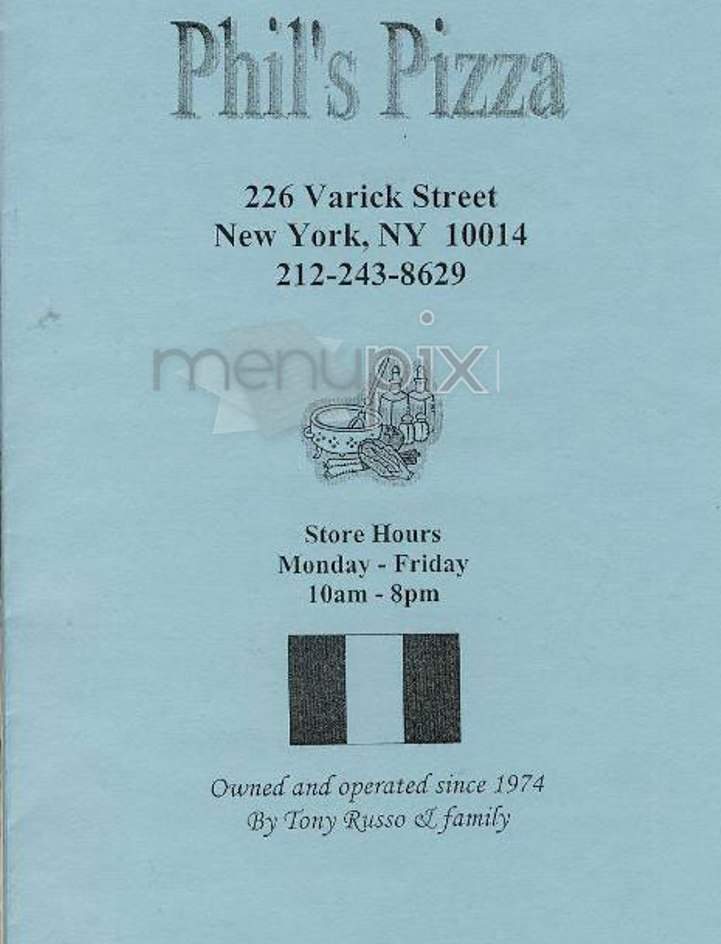 Phil's Pizza
226 Varick Street
New York, NY 10014
212-243-8629
menupix
Store Hours
Monday - Friday
10am - 8pm
Owned and operated since 1974
By Tony Russo & family